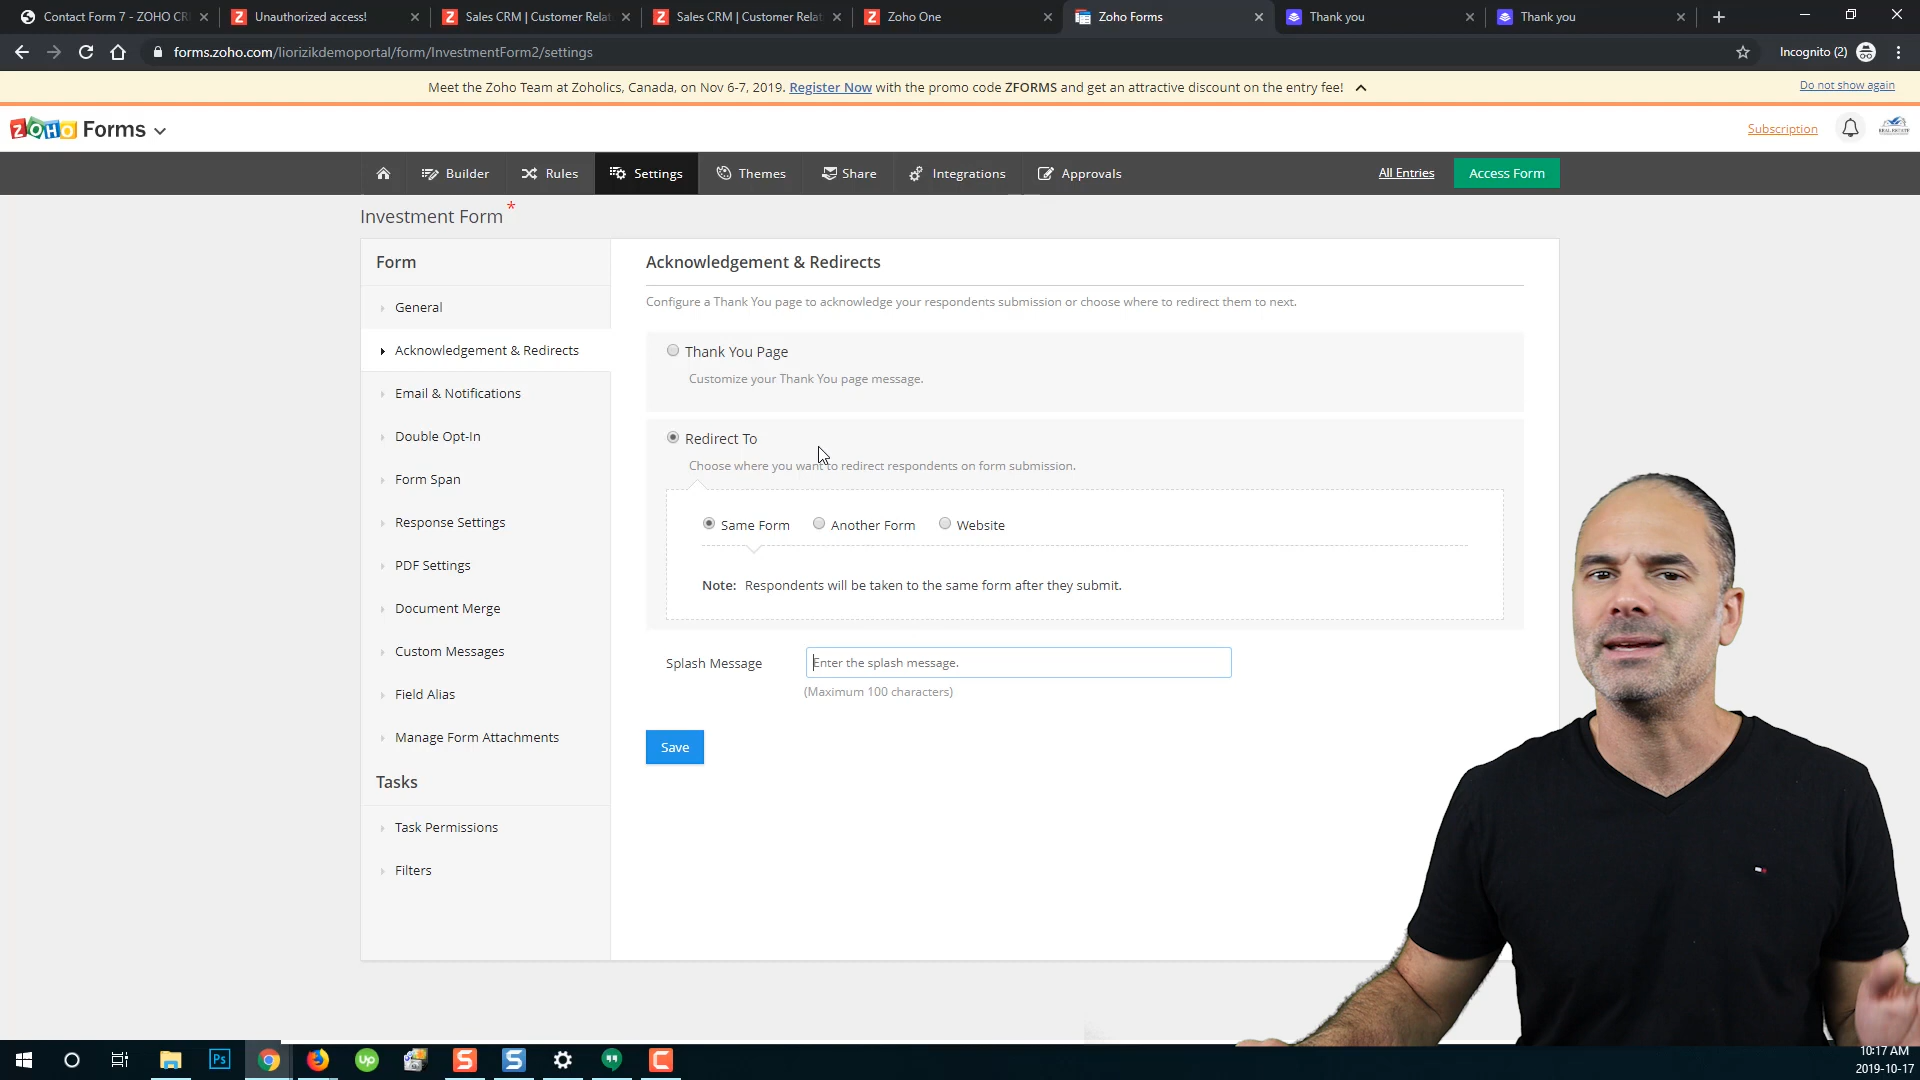 Contact Form 7 - ZOHO CR
Unauthorized access!
Sales CRM | Customer Relat
Sales CRM | Customer Relat
Zoho One
Zoho Forms
Thank you
Thank you
forms.zoho.com/liorizikdemoportal/form/InvestmentForm2/settings
Incognito (2)
Meet the Zoho Team at Zoholics, Canada, on Nov 6-7, 2019. Register Now with the promo code ZFORMS and get an attractive discount on the entry fee!
Do not show again
ZOHO Forms
Subscription
REAL ESTATE
Builder
Rules
Settings
Themes
Share
Integrations
Approvals
All Entries
Access Form
Investment Form *
Form
General
Acknowledgement & Redirects
Email & Notifications
Double Opt-In
Form Span
Response Settings
PDF Settings
Document Merge
Custom Messages
Field Alias
Manage Form Attachments
Tasks
Task Permissions
Filters
Acknowledgement & Redirects
Configure a Thank You page to acknowledge your respondents submission or choose where to redirect them to next.
Thank You Page
Customize your Thank You page message.
Redirect To
Choose where you want to redirect respondents on form submission.
Same Form
Another Form
Website
Note: Respondents will be taken to the same form after they submit.
Splash Message
Enter the splash message.
(Maximum 100 characters)
Save
Ps
up
S
S
C
10:17 AM
2019-10-17